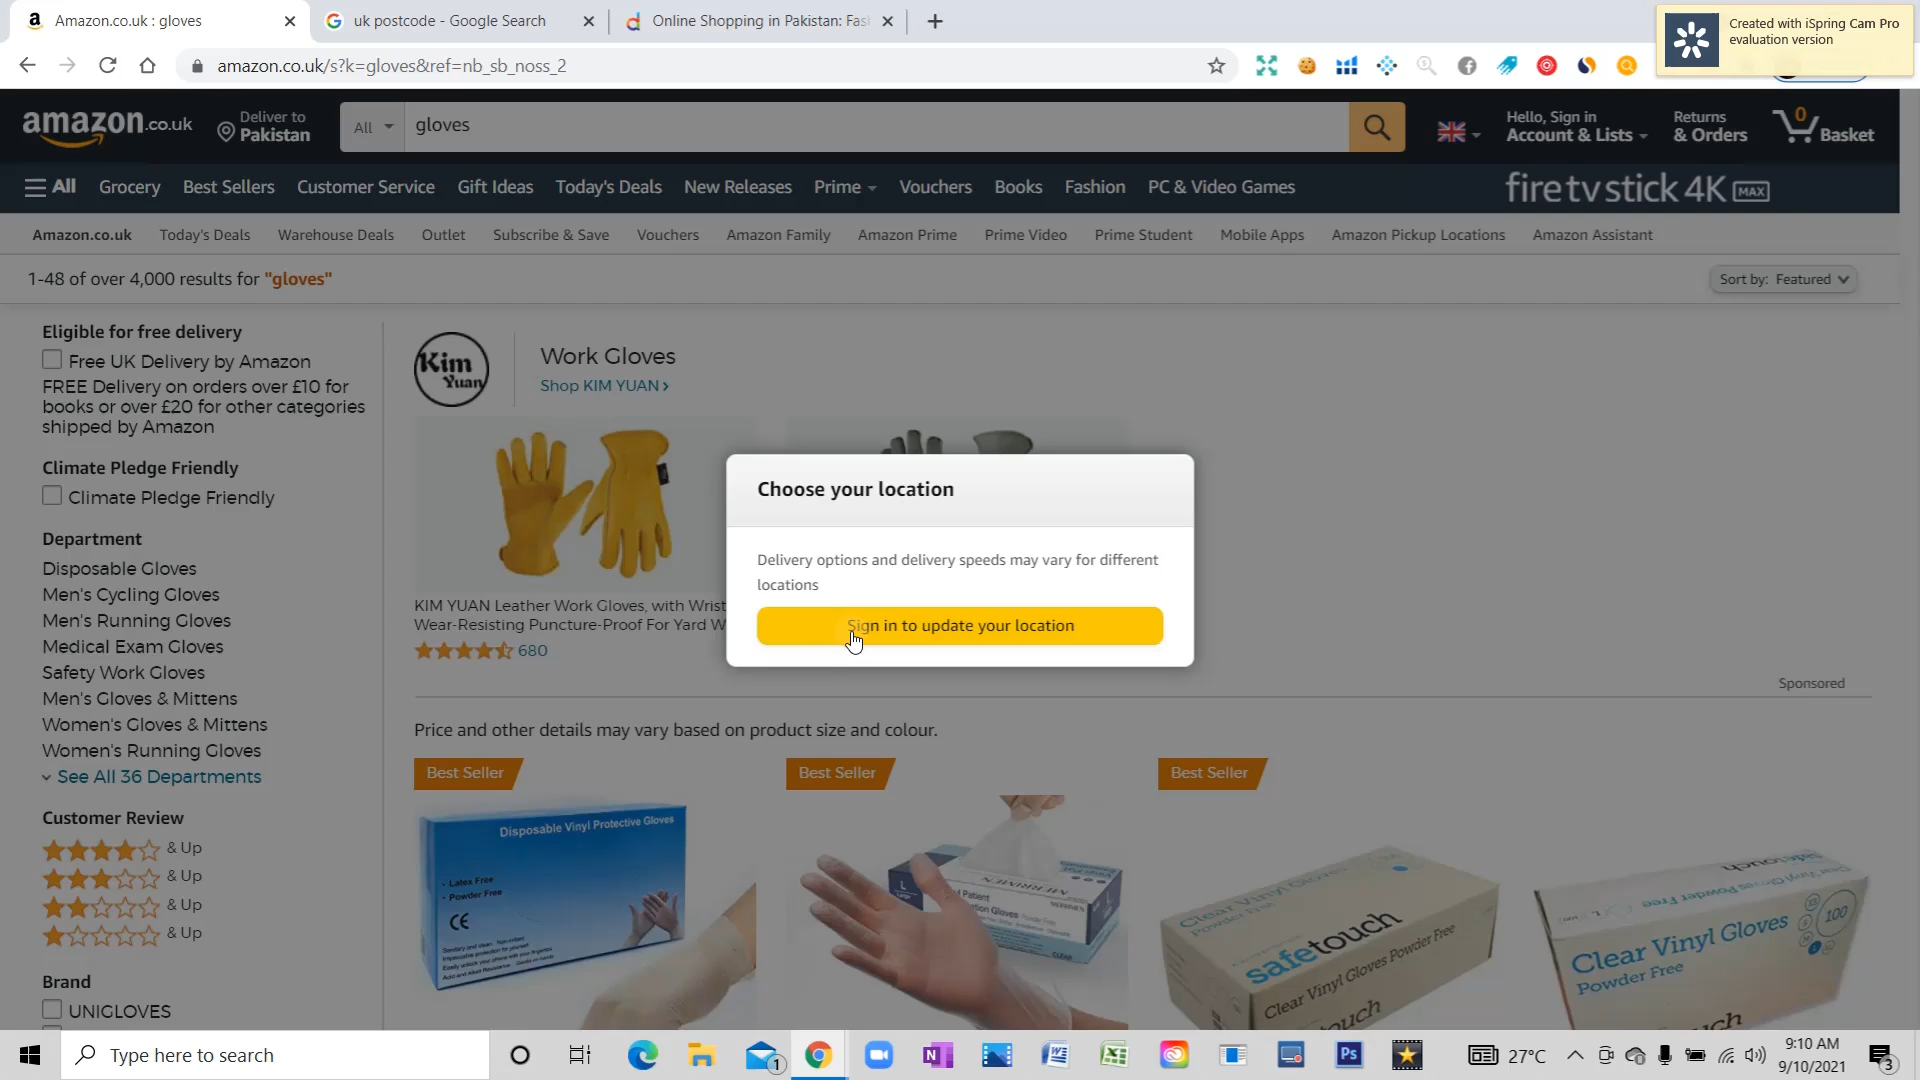 Amazon.co.uk : gloves
uk postcode - Google Search
Online Shopping in Pakistan: Fas
Created with iSpring Cam Pro
evaluation version
amazon.co.uk/s?k=gloves&ref=nb_sb_noss_2
amazon.co.uk
Deliver to
Pakistan
All
gloves
Hello, Sign in
Account & Lists
Returns
& Orders
0
Basket
All
Grocery
Best Sellers
Customer Service
Gift Ideas
Today's Deals
New Releases
Prime
Vouchers
Books
Fashion
PC & Video Games
fire tv stick 4K MAX
Amazon.co.uk
Today's Deals
Warehouse Deals
Outlet
Subscribe & Save
Vouchers
Amazon Family
Amazon Prime
Prime Video
Prime Student
Mobile Apps
Amazon Pickup Locations
Amazon Assistant
1-48 of over 4,000 results for "gloves"
Sort by: Featured
Eligible for free delivery
Free UK Delivery by Amazon
FREE Delivery on orders over £10 for
books or over £20 for other categories
shipped by Amazon
Climate Pledge Friendly
Climate Pledge Friendly
Department
Disposable Gloves
Men's Cycling Gloves
Men's Running Gloves
Medical Exam Gloves
Safety Work Gloves
Men's Gloves & Mittens
Women's Gloves & Mittens
Women's Running Gloves
See All 36 Departments
Customer Review
& Up
& Up
& Up
& Up
Brand
UNIGLOVES
Kim
Yuan
Work Gloves
Shop KIM YUAN ›
KIM YUAN Leather Work Gloves, with Wrist
Wear-Resisting Puncture-Proof For Yard W
680
Choose your location
Delivery options and delivery speeds may vary for different
locations
Sign in to update your location
Sponsored
Price and other details may vary based on product size and colour.
Best Seller
Best Seller
Best Seller
Disposable Vinyl Protective Gloves
Latex Free
Powder Free
CE
MERRIMEN
L
Patient
Gloves
CLEAR
Clear Vinyl Gloves Powder Free
safetouch
Clear Vinyl Gloves Powder Free
safetouch
Clear Vinyl Gloves
Powder Free
100
Type here to search
1
27°C
9:10 AM
9/10/2021
3